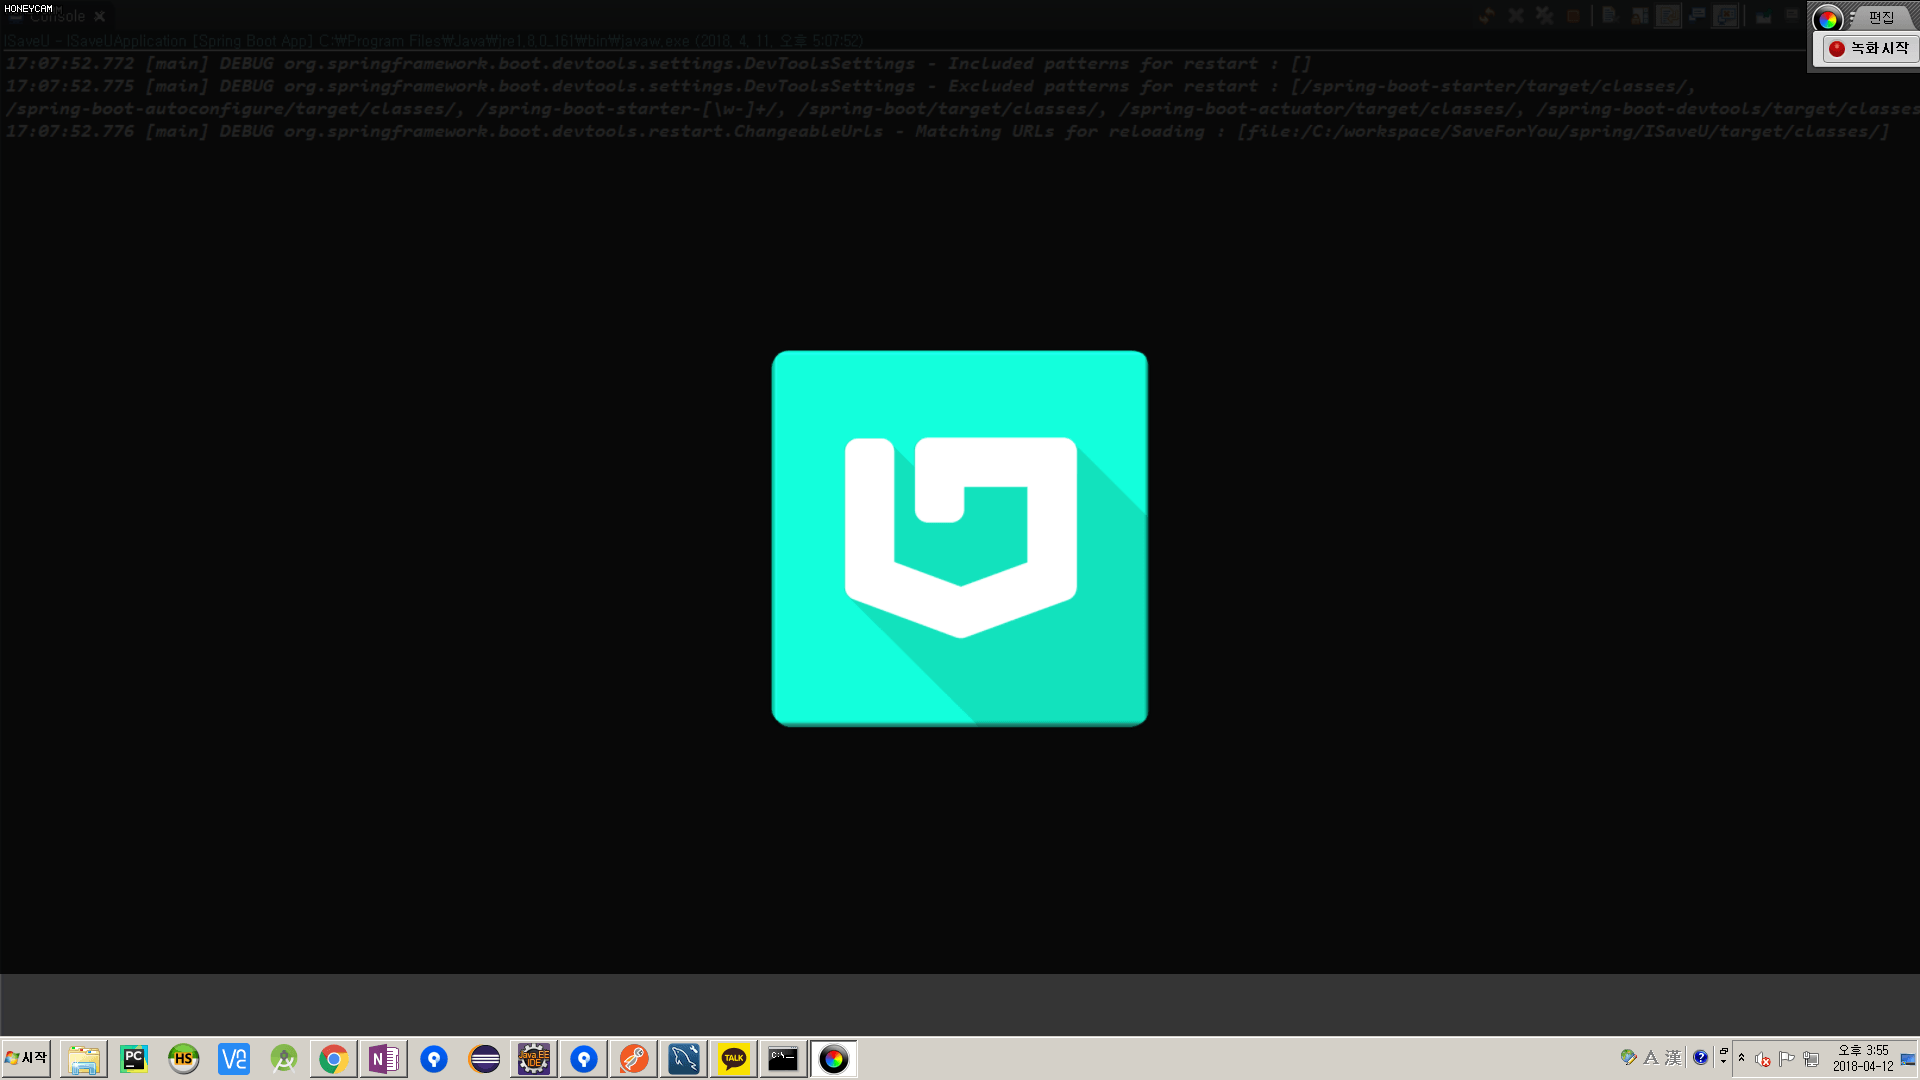 HONEYCAM
Console
ISaveU - ISaveUApplication [Spring Boot App] C:\Program Files\Java\jre1.8.0_161\bin\javaw.exe (2018. 4. 11. 오후 5:07:52)
17:07:52.772 [main] DEBUG org.springframework.boot.devtools.settings.DevToolsSettings - Included patterns for restart : []
17:07:52.775 [main] DEBUG org.springframework.boot.devtools.settings.DevToolsSettings - Excluded patterns for restart : [/spring-boot-starter/target/classes/,
/spring-boot-autoconfigure/target/classes/, /spring-boot-starter-[\w-]+/, /spring-boot/target/classes/, /spring-boot-actuator/target/classes/, /spring-boot-devtools/target/classes
17:07:52.776 [main] DEBUG org.springframework.boot.devtools.restart.ChangeableUrls - Matching URLs for reloading : [file:/C:/workspace/SaveForYou/spring/ISaveU/target/classes/]
편집
녹화시작
시작
PC
HS
N
Java EE
IDE
TALK
C:\_
A 漢
오후 3:55
2018-04-12